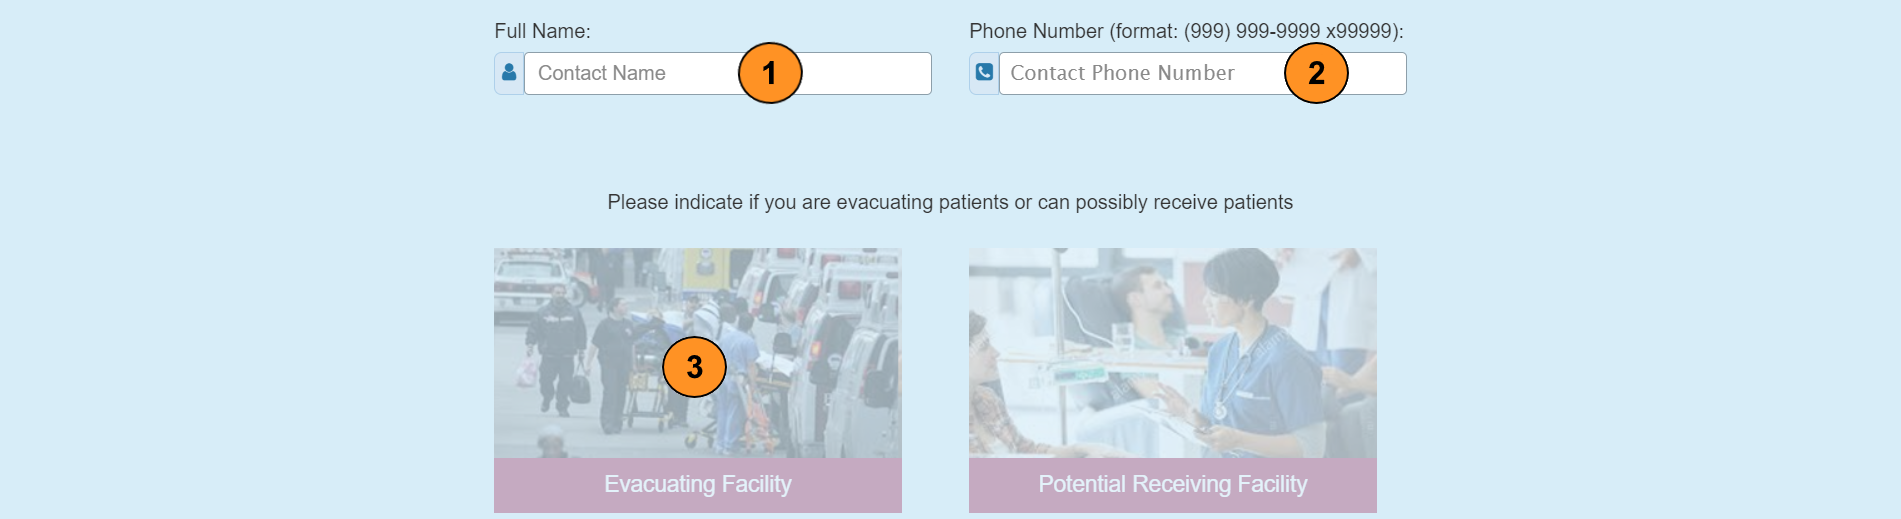 Full Name:
Phone Number (format: (999) 999-9999 x99999):
Contact Name
1
Contact Phone Number
2
Please indicate if you are evacuating patients or can possibly receive patients
3
Evacuating Facility
Potential Receiving Facility